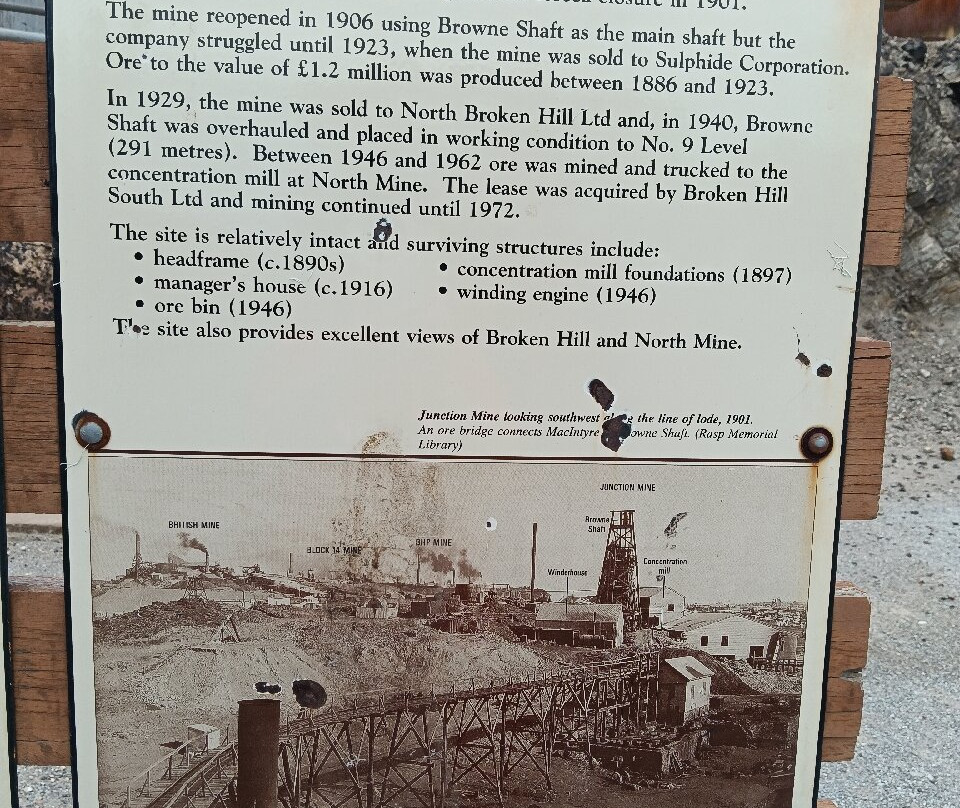 closure in 1901.
The mine reopened in 1906 using Browne Shaft as the main shaft but the
company struggled until 1923, when the mine was sold to Sulphide Corporation.
Ore to the value of £1.2 million was produced between 1886 and 1923.
In 1929, the mine was sold to North Broken Hill Ltd and, in 1940, Browne
Shaft was overhauled and placed in working condition to No. 9 Level
(291 metres). Between 1946 and 1962 ore was mined and trucked to the
concentration mill at North Mine. The lease was acquired by Broken Hill
South Ltd and mining continued until 1972.
The site is relatively intact and surviving structures include:
• headframe (c.1890s)
• manager's house (c.1916)
• ore bin (1946)
• concentration mill foundations (1897)
• winding engine (1946)
The site also provides excellent views of Broken Hill and North Mine.
Junction Mine looking southwest along the line of lode, 1901.
An ore bridge connects MacIntyre Browne Shaft. (Rasp Memorial
Library)
JUNCTION MINE
BRITISH MINE
BLOCK 14 MINE
BHP MINE
Browne
Shaft
Winderhouse
Concentration
mill